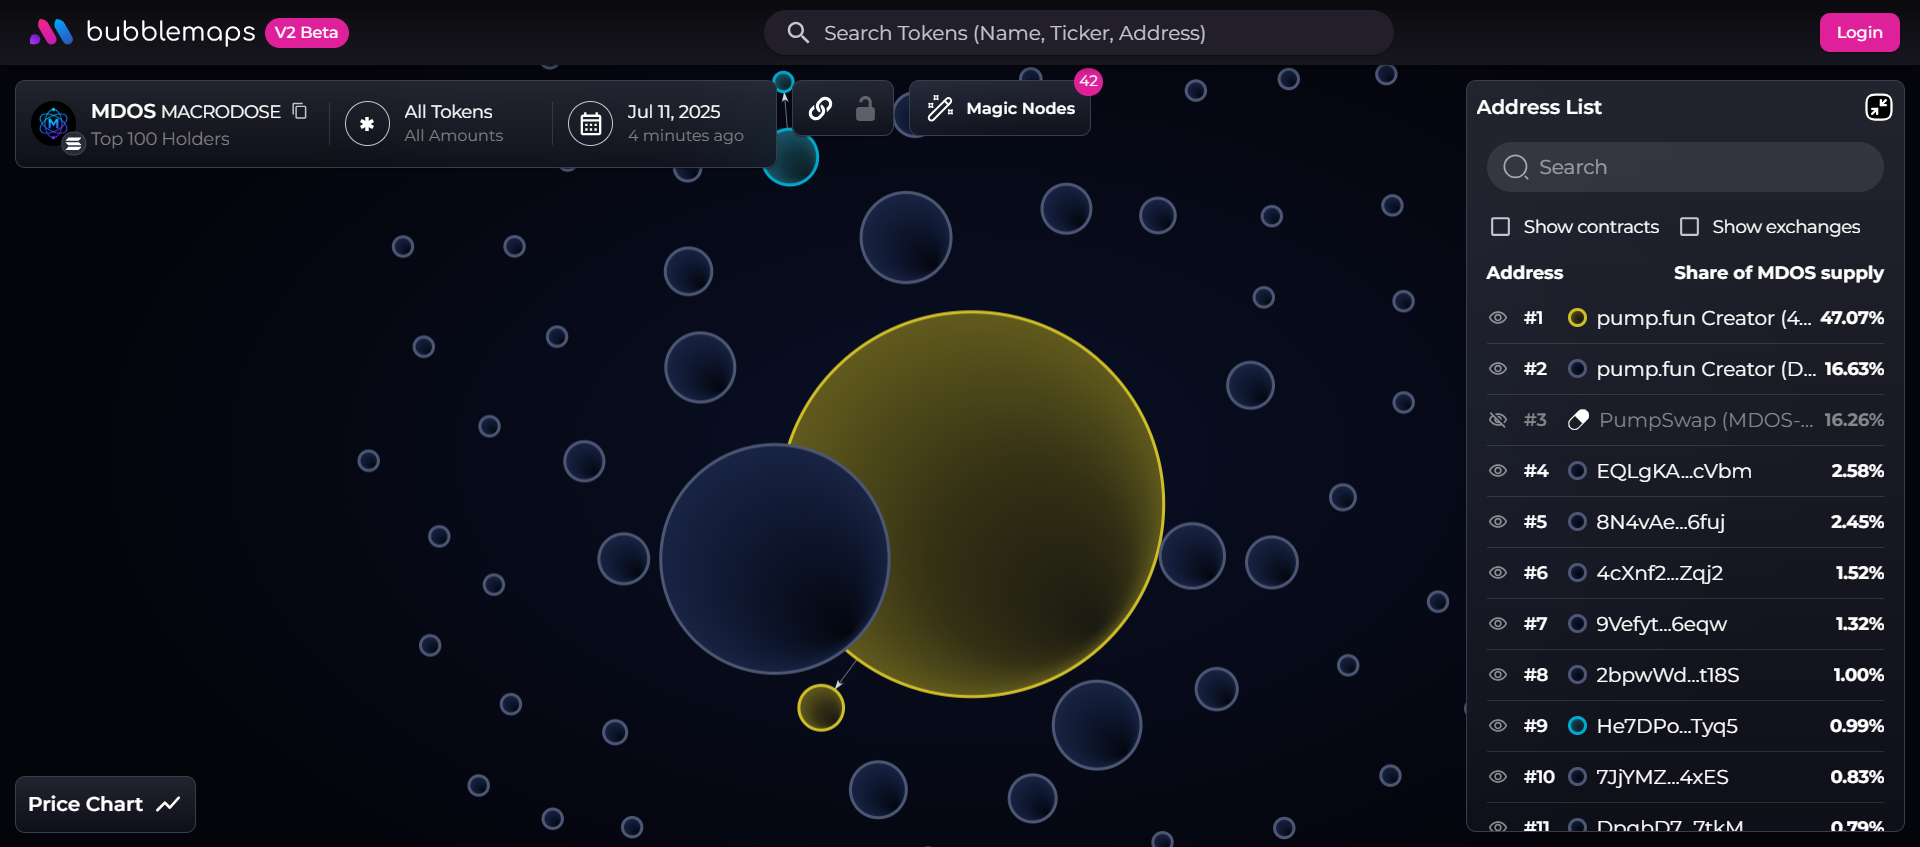 bubblemaps V2 Beta
Search Tokens (Name, Ticker, Address)
Login
MDOS MACRODOSE
Top 100 Holders
All Tokens
All Amounts
Jul 11, 2025
4 minutes ago
Magic Nodes
42
Address List
Search
Show contracts Show exchanges
Address Share of MDOS supply
#1 pump.fun Creator (4... 47.07%
#2 pump.fun Creator (D... 16.63%
#3 PumpSwap (MDOS-... 16.26%
#4 EQLgKA...cVbm 2.58%
#5 8N4vAe...6fuj 2.45%
#6 4cXnf2...Zqj2 1.52%
#7 9Vefyt...6eqw 1.32%
#8 2bpwWd...t18S 1.00%
#9 He7DPo...Tyq5 0.99%
#10 7JjYMZ...4xES 0.83%
#11 0.79%
Price Chart